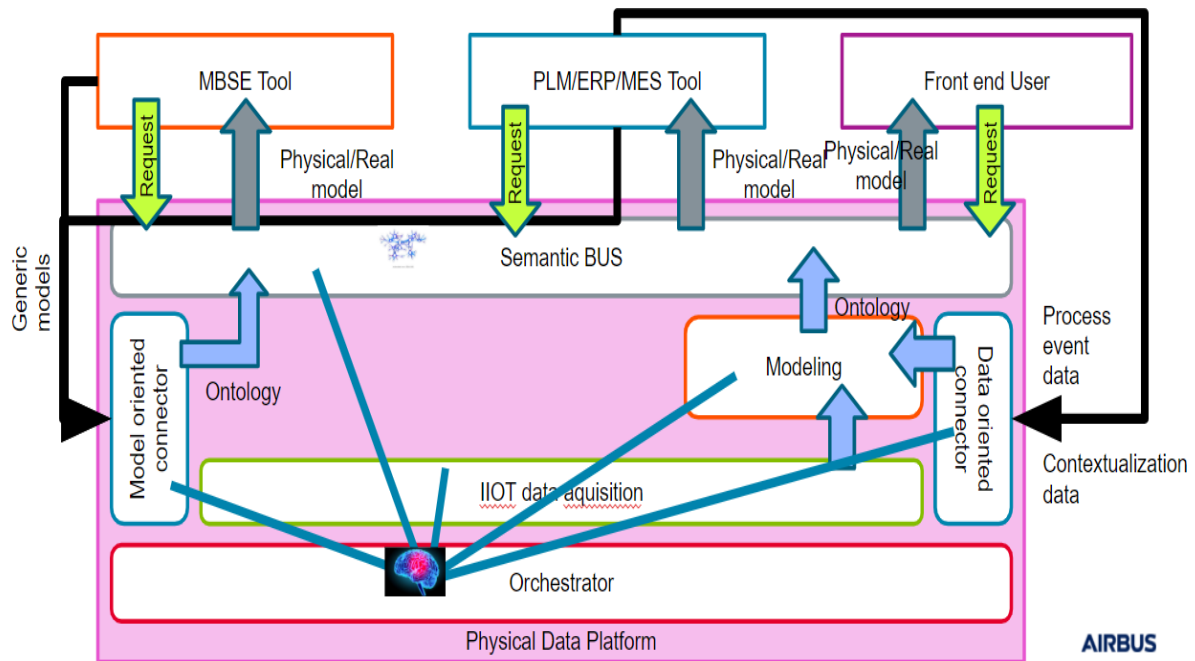 MBSE Tool
PLM/ERP/MES Tool
Front end User
Request
Physical/Real
model
Request
Physical/Real
model
Physical/Real
model
Request
Semantic BUS
Generic
models
Ontology
Ontology
Model oriented
connector
Modeling
Data oriented
connector
Process
event
data
Contextualization
data
IIOT data aquisition
Orchestrator
Physical Data Platform
AIRBUS